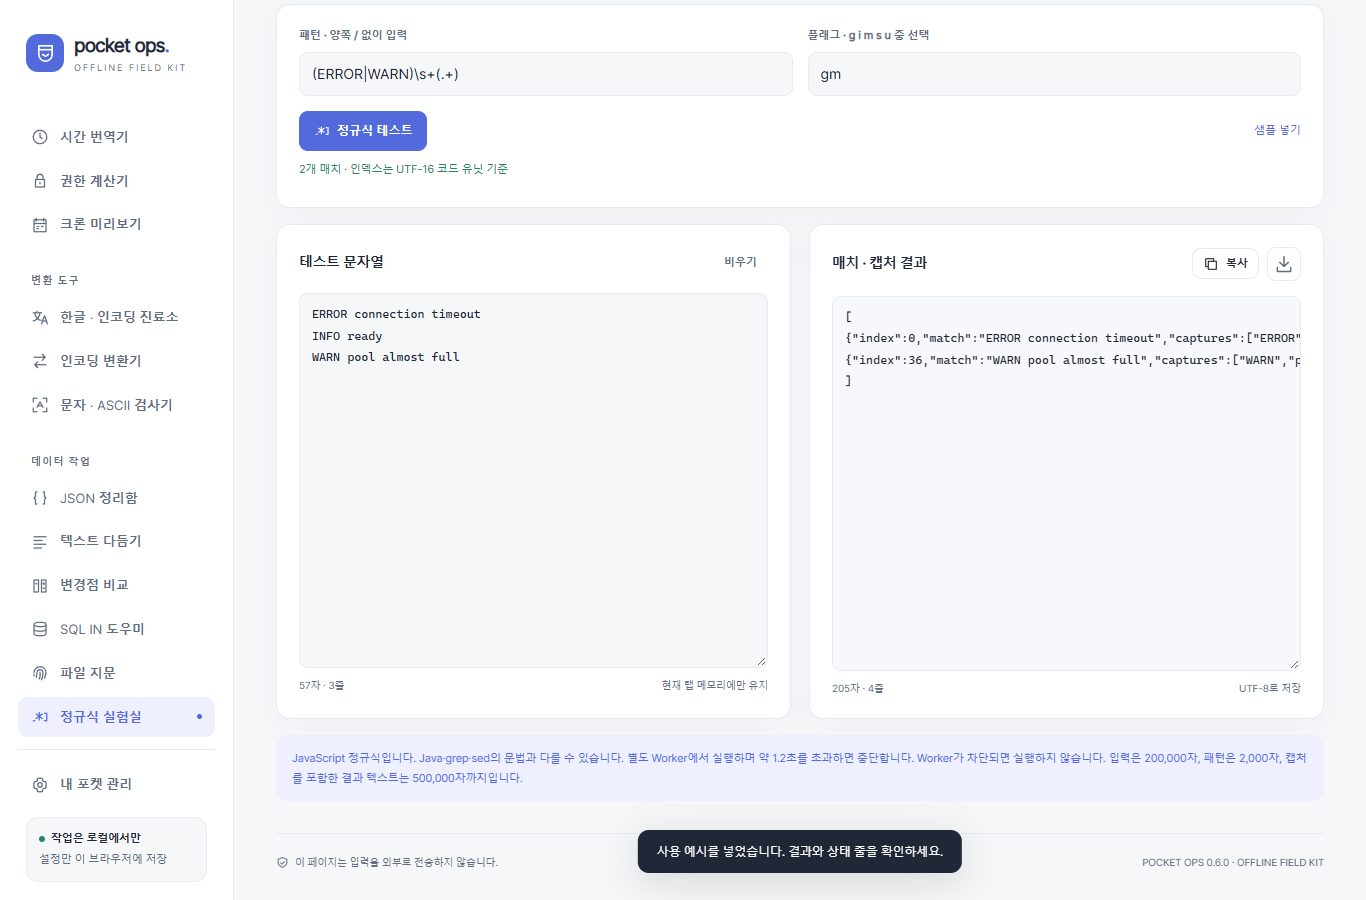 pocket ops.
OFFLINE FIELD KIT
시간 번역기
권한 계산기
크론 미리보기
변환 도구
한글 · 인코딩 진료소
인코딩 변환기
문자 · ASCII 검사기
데이터 작업
JSON 정리함
텍스트 다듬기
변경점 비교
SQL IN 도우미
파일 지문
정규식 실험실
내 포켓 관리
작업은 로컬에서만
설정만 이 브라우저에 저장
패턴 · 양쪽 / 없이 입력
플래그 · g i m s u 중 선택
(ERROR|WARN)\s+(.+)
gm
정규식 테스트
샘플 넣기
2개 매치 · 인덱스는 UTF-16 코드 유닛 기준
테스트 문자열
비우기
ERROR connection timeout
INFO ready
WARN pool almost full
57자 · 3줄
현재 탭 메모리에만 유지
매치 · 캡처 결과
복사
[
{"index":0,"match":"ERROR connection timeout","captures":["ERROR"
{"index":36,"match":"WARN pool almost full","captures":["WARN","p
]
205자 · 4줄
UTF-8로 저장
JavaScript 정규식입니다. Java·grep·sed의 문법과 다를 수 있습니다. 별도 Worker에서 실행하며 약 1.2초를 초과하면 중단합니다. Worker가 차단되면 실행하지 않습니다. 입력은 200,000자, 패턴은 2,000자, 캡처
를 포함한 결과 텍스트는 500,000자까지입니다.
이 페이지는 입력을 외부로 전송하지 않습니다.
사용 예시를 넣었습니다. 결과와 상태 줄을 확인하세요.
POCKET OPS 0.6.0 · OFFLINE FIELD KIT